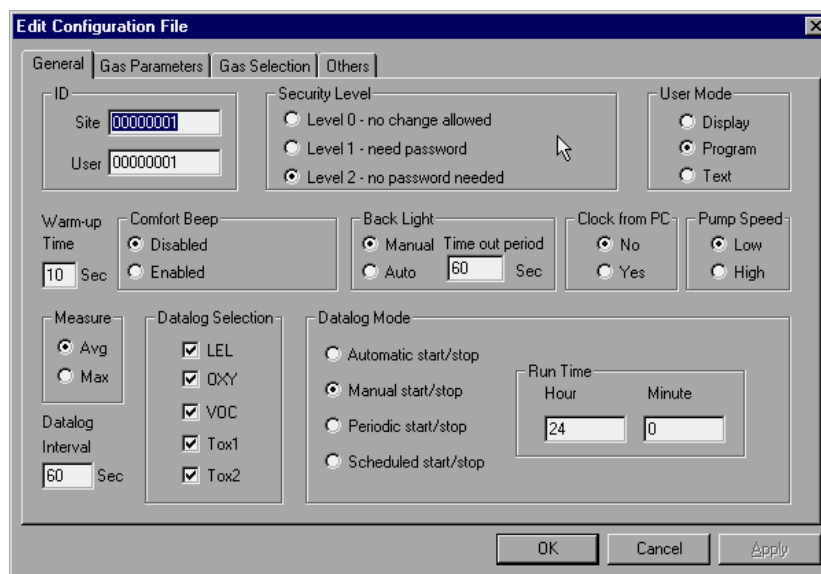 Edit Configuration File
General
Gas Parameters
Gas Selection
Others
ID
Site 00000001
User 00000001
Security Level
Level 0 - no change allowed
Level 1 - need password
Level 2 - no password needed
User Mode
Display
Program
Text
Warm-up
Time
10 Sec
Comfort Beep
Disabled
Enabled
Back Light
Manual
Auto
Time out period
60 Sec
Clock from PC
No
Yes
Pump Speed
Low
High
Measure
Avg
Max
Datalog
Interval
60 Sec
Datalog Selection
LEL
OXY
VOC
Tox1
Tox2
Datalog Mode
Automatic start/stop
Manual start/stop
Periodic start/stop
Scheduled start/stop
Run Time
Hour Minute
24 0
OK
Cancel
Apply